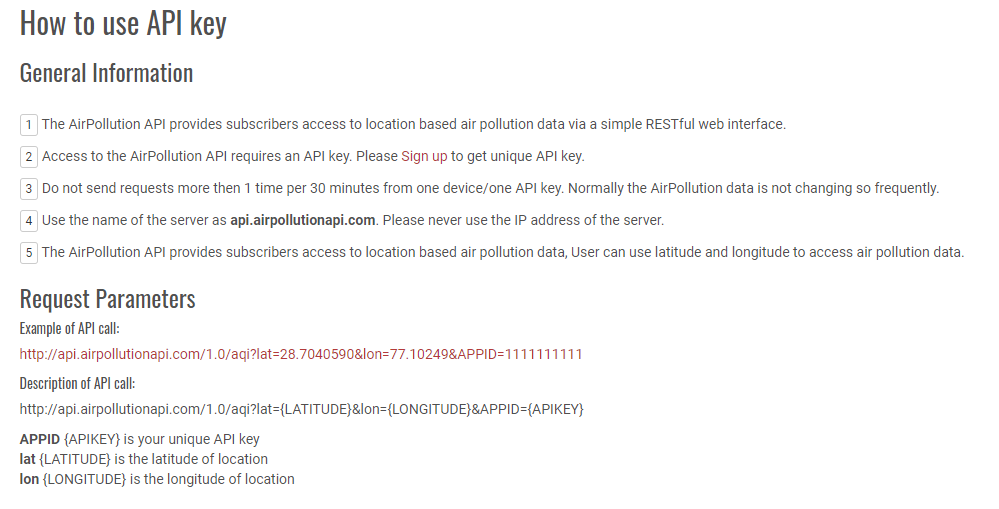 How to use API key
General Information
1 The AirPollution API provides subscribers access to location based air pollution data via a simple RESTful web interface.
2 Access to the AirPollution API requires an API key. Please Sign up to get unique API key.
3 Do not send requests more then 1 time per 30 minutes from one device/one API key. Normally the AirPollution data is not changing so frequently.
4 Use the name of the server as api.airpollutionapi.com. Please never use the IP address of the server.
5 The AirPollution API provides subscribers access to location based air pollution data, User can use latitude and longitude to access air pollution data.
Request Parameters
Example of API call:
http://api.airpollutionapi.com/1.0/aqi?lat=28.7040590&lon=77.10249&APPID=1111111111
Description of API call:
http://api.airpollutionapi.com/1.0/aqi?lat={LATITUDE}&lon={LONGITUDE}&APPID={APIKEY}
APPID {APIKEY} is your unique API key
lat {LATITUDE} is the latitude of location
lon {LONGITUDE} is the longitude of location